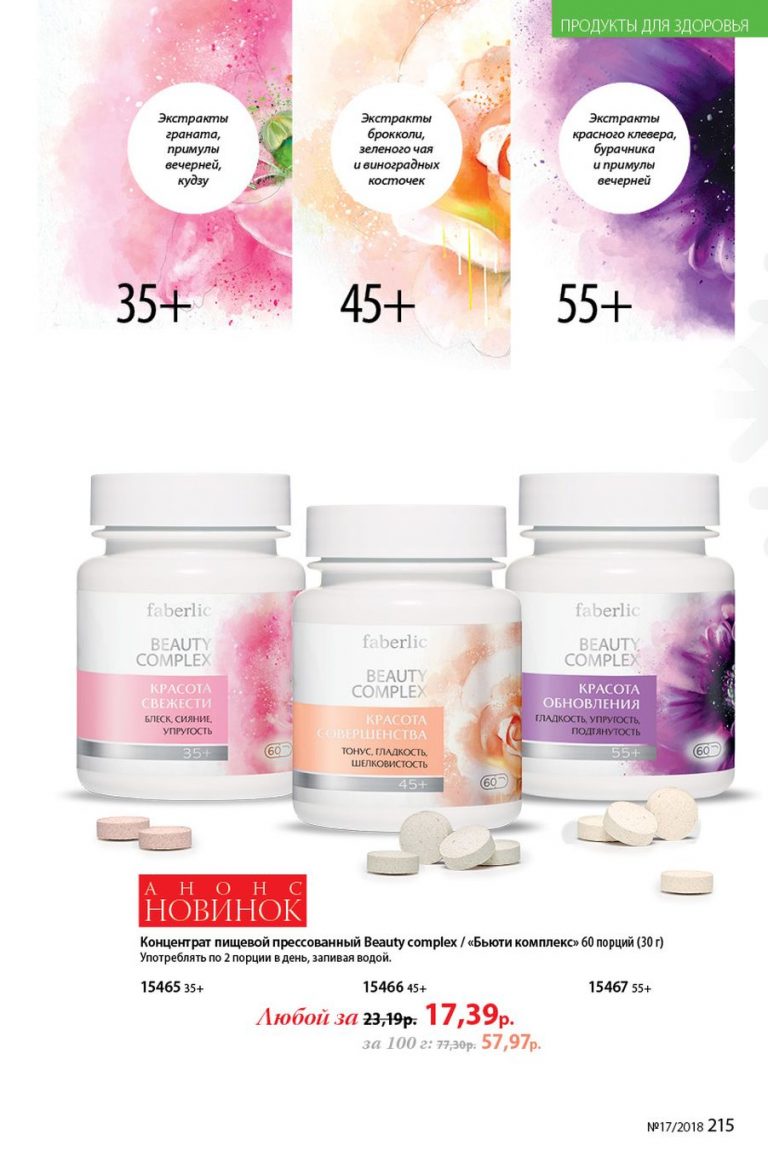 ПРОДУКТЫ ДЛЯ ЗДОРОВЬЯ
Экстракты
граната,
примулы
вечерней,
кудзу
35+
Экстракты
брокколи,
зеленого чая
и виноградных
косточек
45+
Экстракты
красного клевера,
бурачника
и примулы
вечерней
55+
faberlic
BEAUTY
COMPLEX
КРАСОТА
СВЕЖЕСТИ
БЛЕСК, СИЯНИЕ,
УПРУГОСТЬ
35+
60
faberlic
BEAUTY
COMPLEX
КРАСОТА
СОВЕРШЕНСТВА
ТОНУС, ГЛАДКОСТЬ,
ШЕЛКОВИСТОСТЬ
45+
60
faberlic
BEAUTY
COMPLEX
КРАСОТА
ОБНОВЛЕНИЯ
ГЛАДКОСТЬ, УПРУГОСТЬ,
ПОДТЯНУТОСТЬ
55+
60
АНОНС
НОВИНОК
Концентрат пищевой прессованный Beauty complex / «Бьюти комплекс» 60 порций (30 г)
Употреблять по 2 порции в день, запивая водой.
15465 35+
15466 45+
15467 55+
Любой за 23,19р. 17,39р.
за 100 г: 77,30р. 57,97р.
№17/2018 215